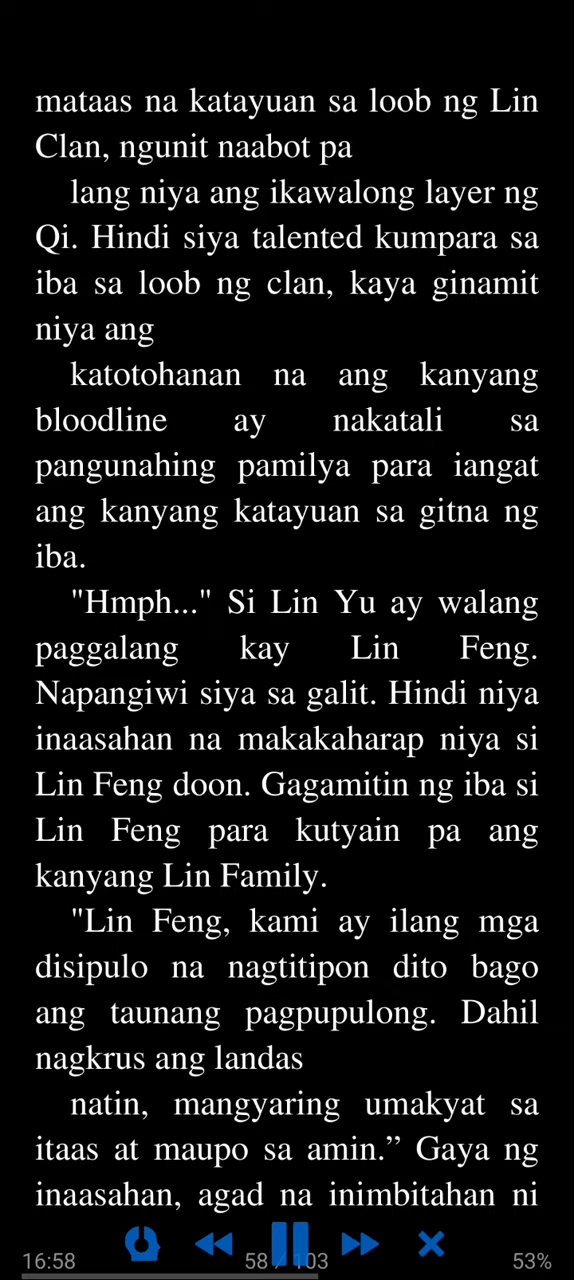 mataas na katayuan sa loob ng Lin
Clan, ngunit naabot pa
lang niya ang ikawalong layer ng
Qi. Hindi siya talented kumpara sa
iba sa loob ng clan, kaya ginamit
niya ang
katotohanan na ang kanyang
bloodline ay nakatali sa
pangunahing pamilya para iangat
ang kanyang katayuan sa gitna ng
iba.
"Hmph..." Si Lin Yu ay walang
paggalang kay Lin Feng.
Napangiwi siya sa galit. Hindi niya
inaasahan na makakaharap niya si
Lin Feng doon. Gagamitin ng iba si
Lin Feng para kutyain pa ang
kanyang Lin Family.
"Lin Feng, kami ay ilang mga
disipulo na nagtitipon dito bago
ang taunang pagpupulong. Dahil
nagkrus ang landas
natin, mangyaring umakyat sa
itaas at maupo sa amin.” Gaya ng
inaasahan, agad na inimbitahan ni
16:58 58 / 103 53%